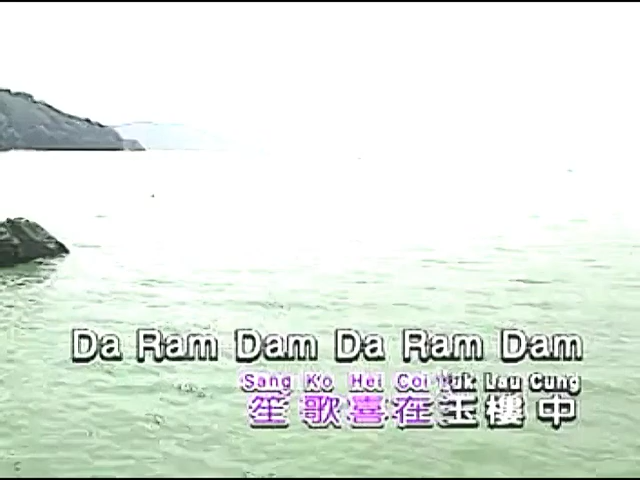 Da Ram Dam Da Ram Dam
Sang Ko Hei Coi Yuk Lau Cung
笙歌喜在玉樓中